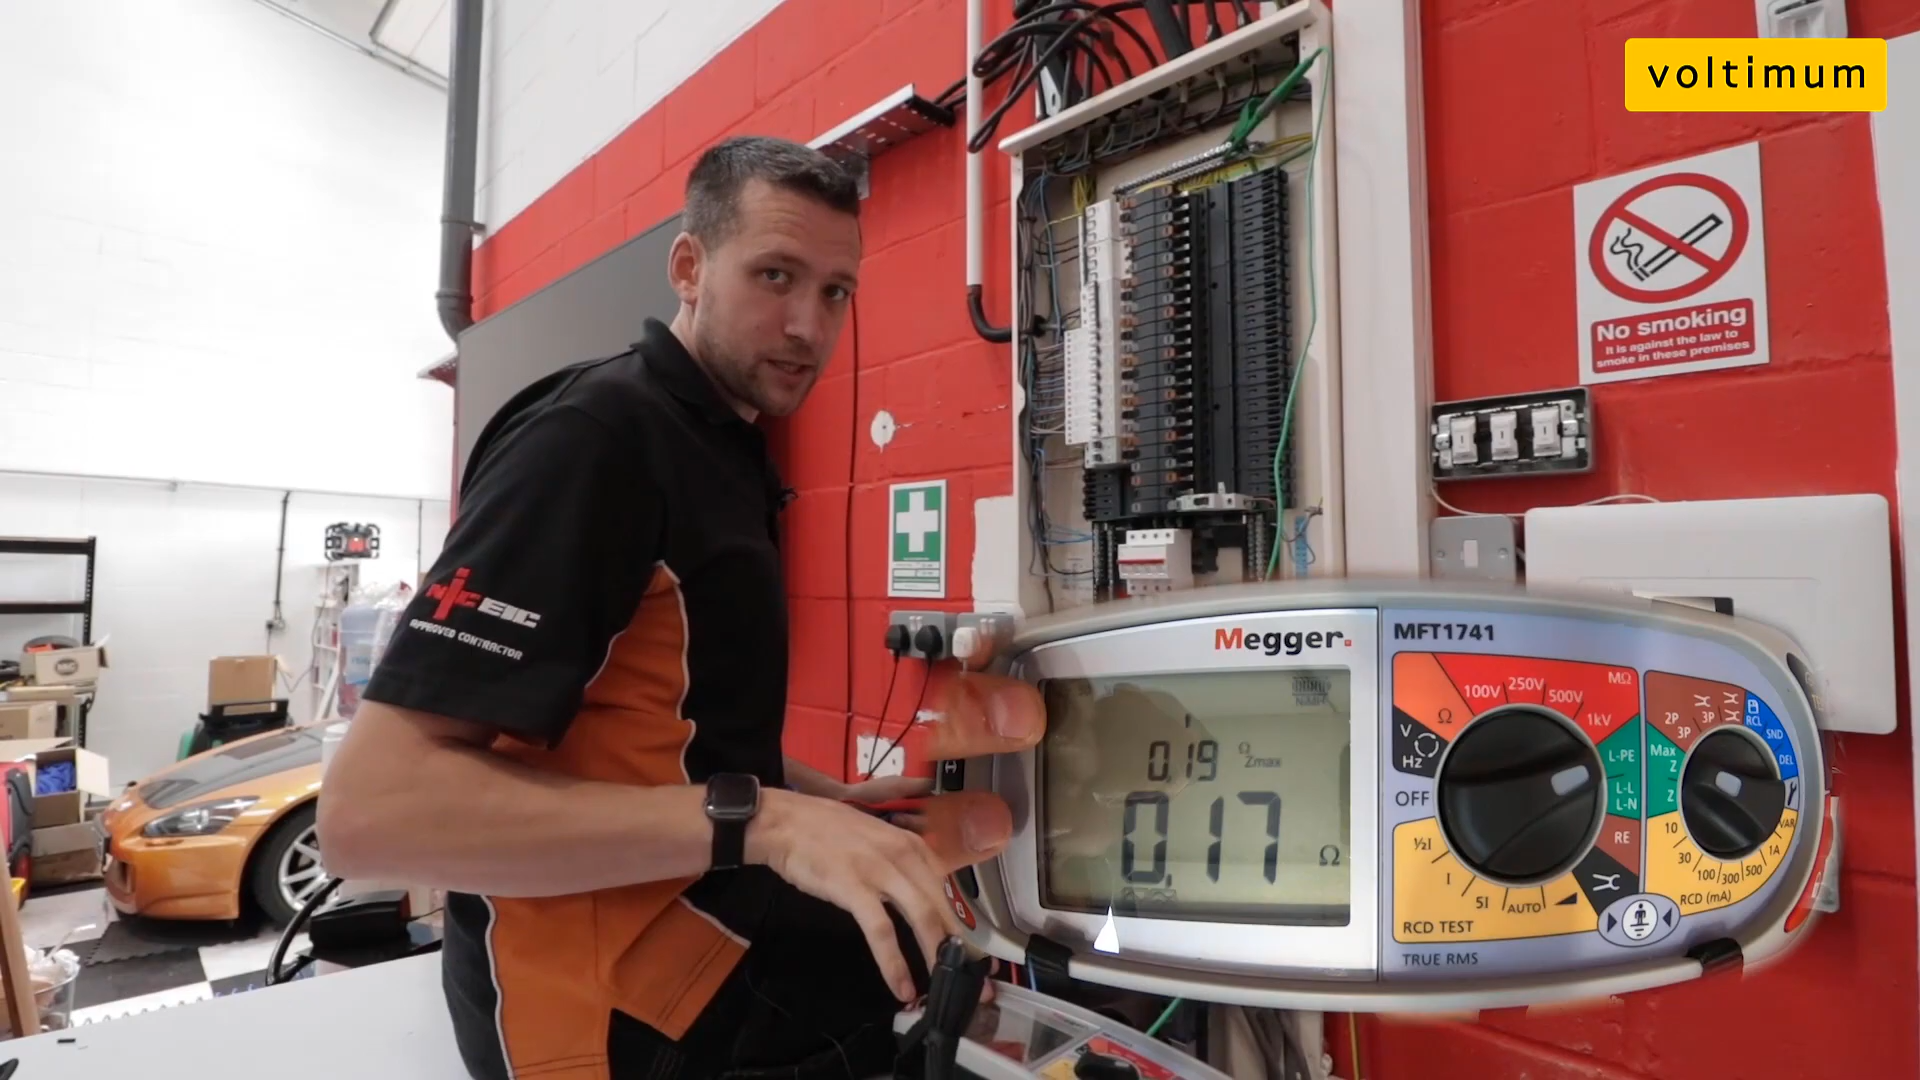 voltimum
No smoking
It is against the law to
smoke in these premises
NICEIC
APPROVED CONTRACTOR
Megger.
MFT1741
NiMH
0.19 Ω Zmax
0.17 Ω
100V
250V
500V
1kV
MΩ
Ω
V
Hz
OFF
L-PE
L-L
L-N
RE
½I
I
5I
AUTO
RCD TEST
TRUE RMS
2P
3P
3P
RCL
SND
DEL
Max
Z
Z
VAR
1A
10
30
100
300
500
RCD (mA)